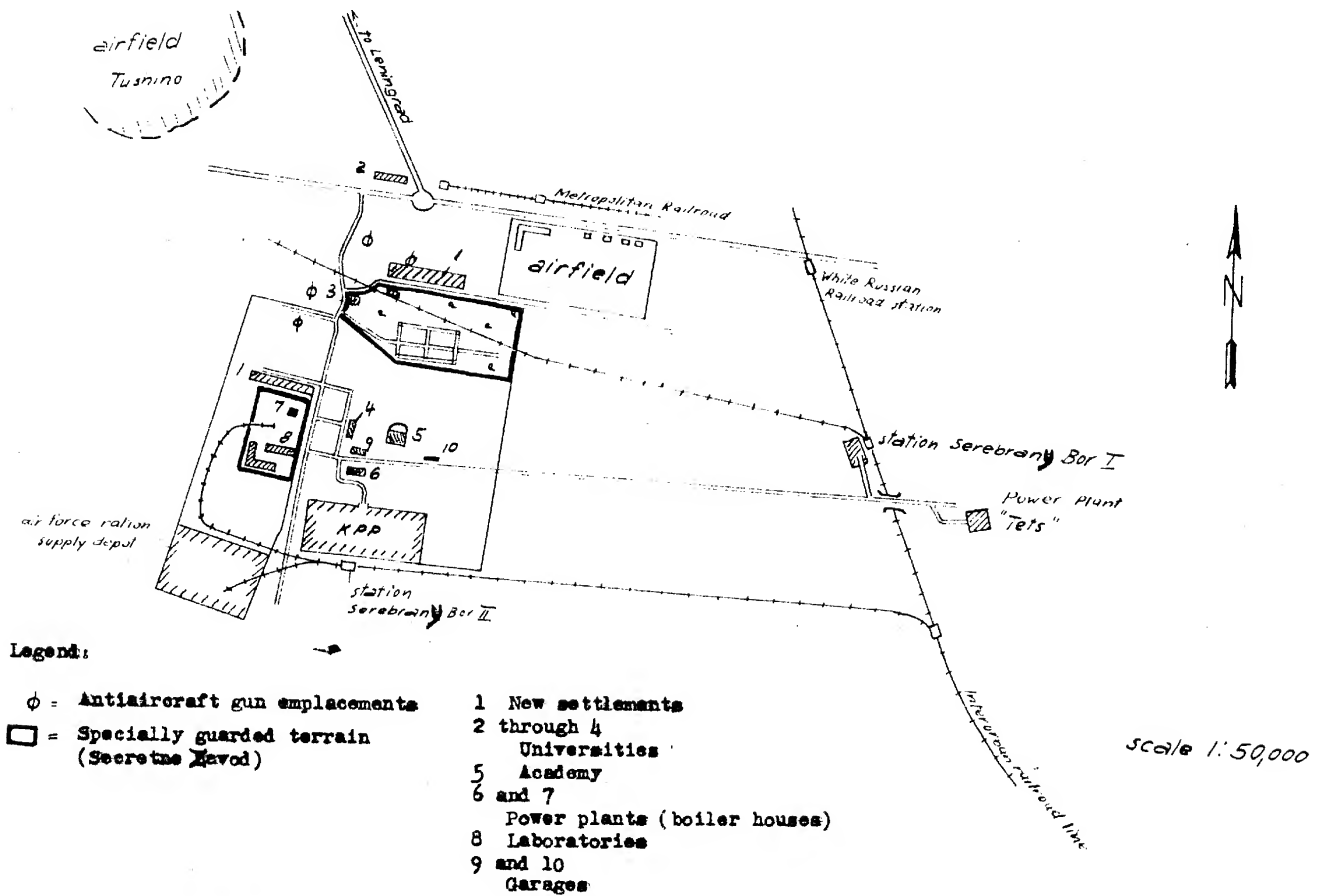 airfield
Tusnino
to Leningrad
2
Metropolitan Railroad
1
airfield
White Russian
Railroad station
N
ɸ
ɸ
ɸ
3
ɸ
a
a
a
a
a
a
1
7
8
4
9
5
10
6
station Serebrany Bor I
Power Plant
"Tets"
KPP
air force ration
supply depot
station
Serebrany Bor II
Legend:
ɸ = Antiaircraft gun emplacements
= Specially guarded terrain
(Secretne Zavod)
1 New settlements
2 through 4
Universities
5 Academy
6 and 7
Power plants (boiler houses)
8 Laboratories
9 and 10
Garages
railroad line
scale 1:50,000